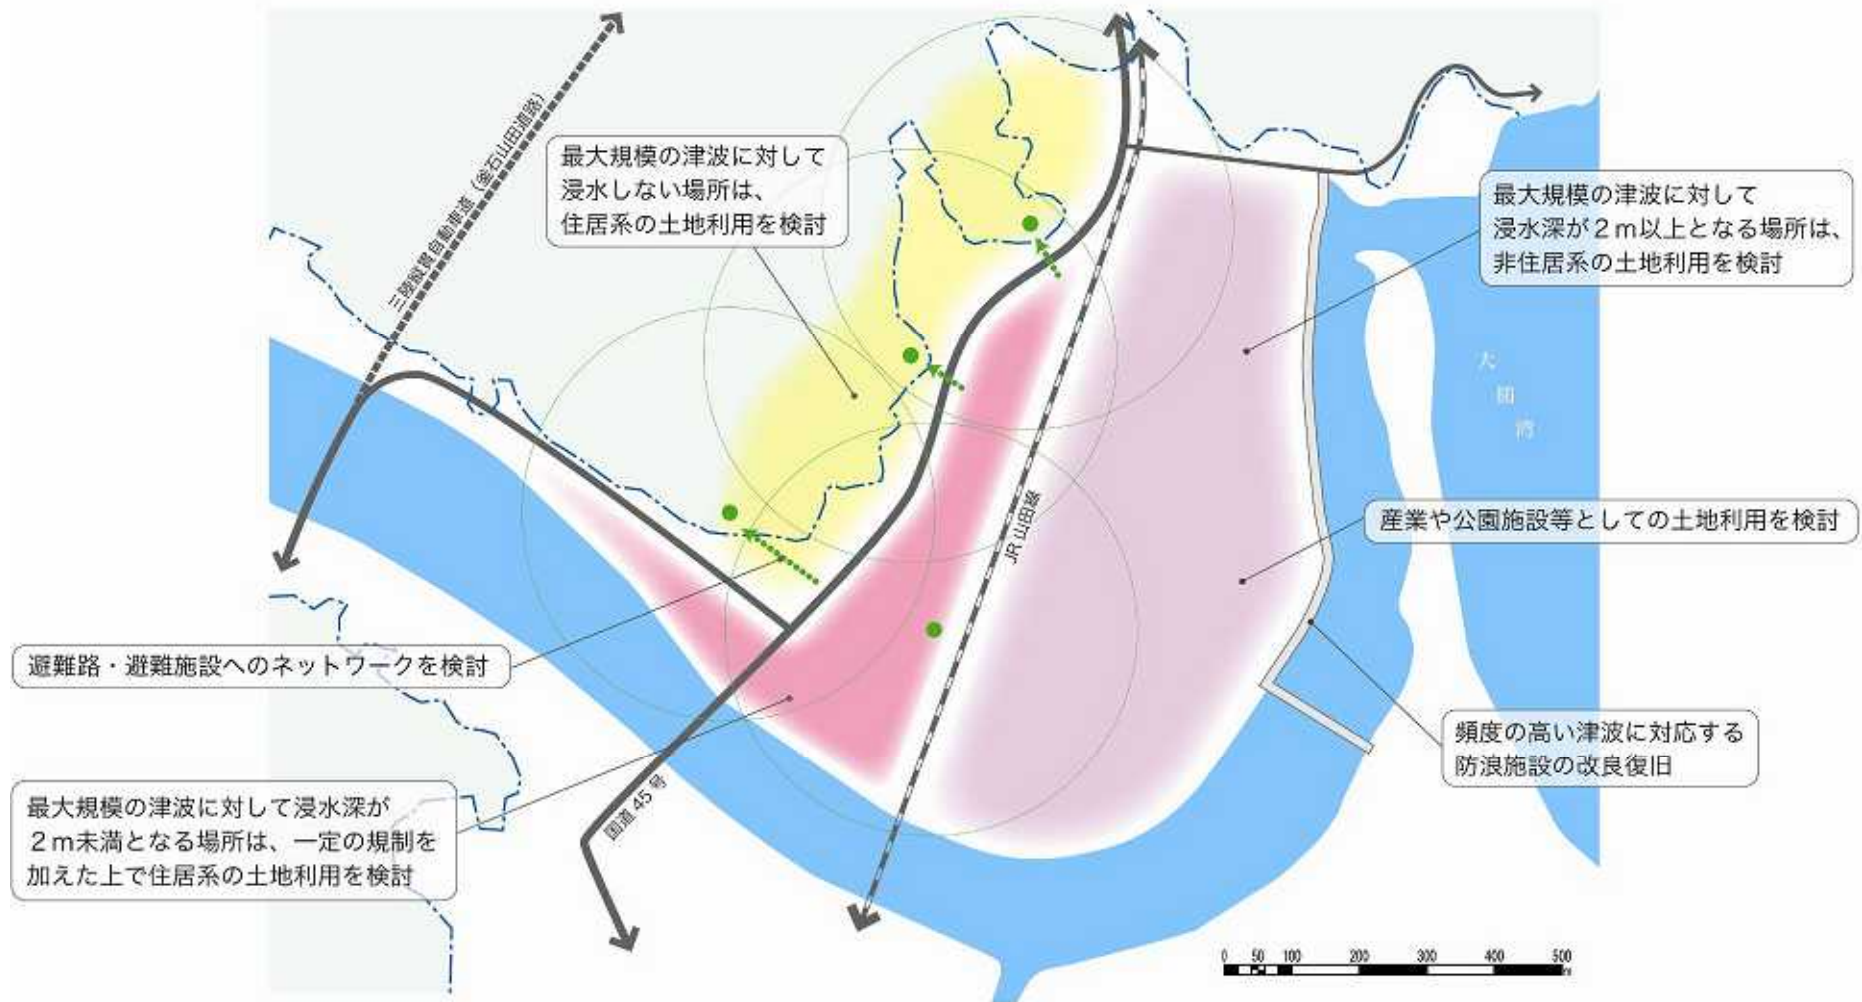 三陸縦貫自動車道（釜石山田道路）
最大規模の津波に対して
浸水しない場所は、
住居系の土地利用を検討
最大規模の津波に対して
浸水深が２ｍ以上となる場所は、
非住居系の土地利用を検討
大
槌
湾
JR 山田線
産業や公園施設等としての土地利用を検討
避難路・避難施設へのネットワークを検討
頻度の高い津波に対応する
防浪施設の改良復旧
最大規模の津波に対して浸水深が
２ｍ未満となる場所は、一定の規制を
加えた上で住居系の土地利用を検討
国道 45 号
0 50 100 200 300 400 500
m